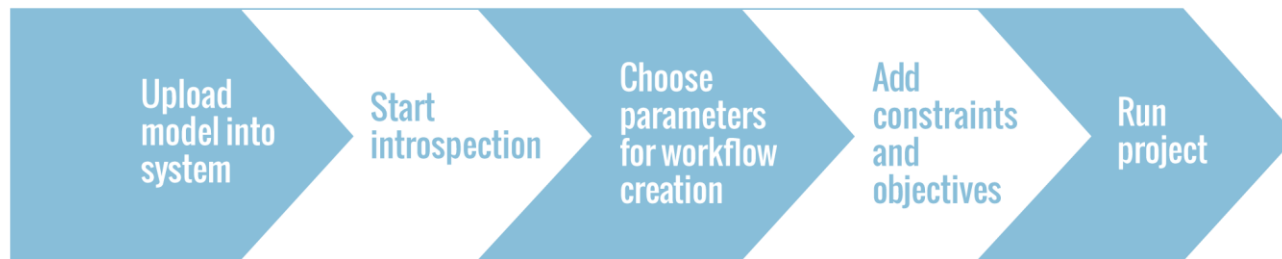 Upload
model into
system
Start
introspection
Choose
parameters
for workflow
creation
Add
constraints
and
objectives
Run
project